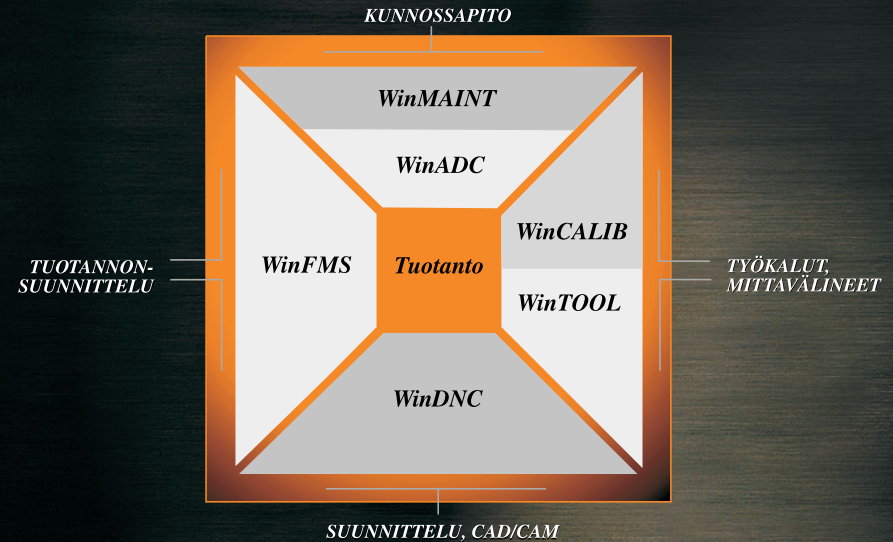 KUNNOSSAPITO
WinMAINT
WinADC
WinCALIB
WinFMS
Tuotanto
TUOTANNON-
SUUNNITTELU
TYÖKALUT,
MITTAVÄLINEET
WinTOOL
WinDNC
SUUNNITTELU, CAD/CAM